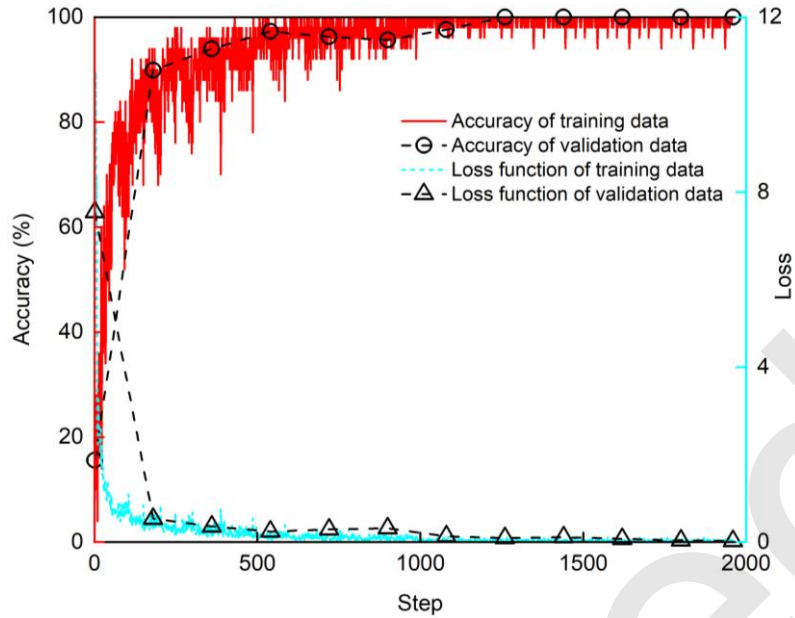 100
80
60
40
20
0
Accuracy (%)
12
8
4
0
Loss
Accuracy of training data
Accuracy of validation data
Loss function of training data
Loss function of validation data
0 500 1000 1500 2000
Step